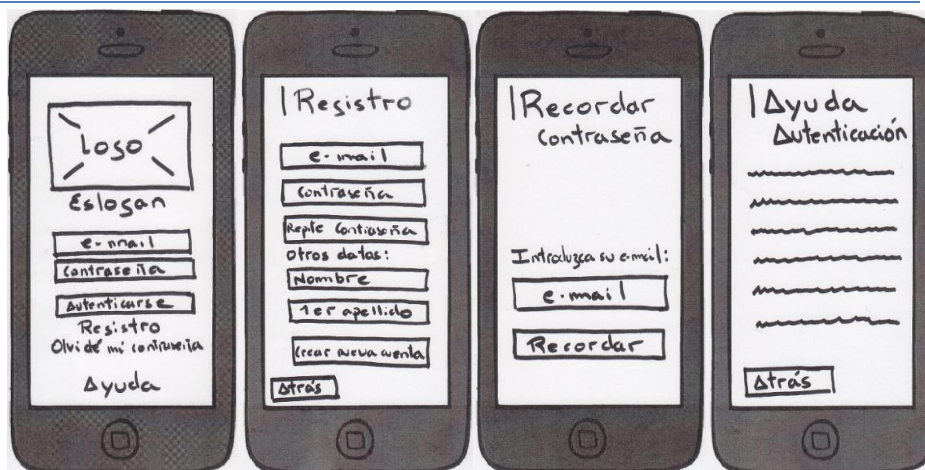 Logo
Eslogan
e-mail
Contraseña
Autenticarse
Registro
Olvidé mi contraseña
Ayuda
Registro
e-mail
Contraseña
Repite Contraseña
Otros datos:
Nombre
1er apellido
Crear nueva cuenta
Atrás
Recordar
Contraseña
Introduzca su e-mail:
e-mail
Recordar
Ayuda
Autenticación
Atrás